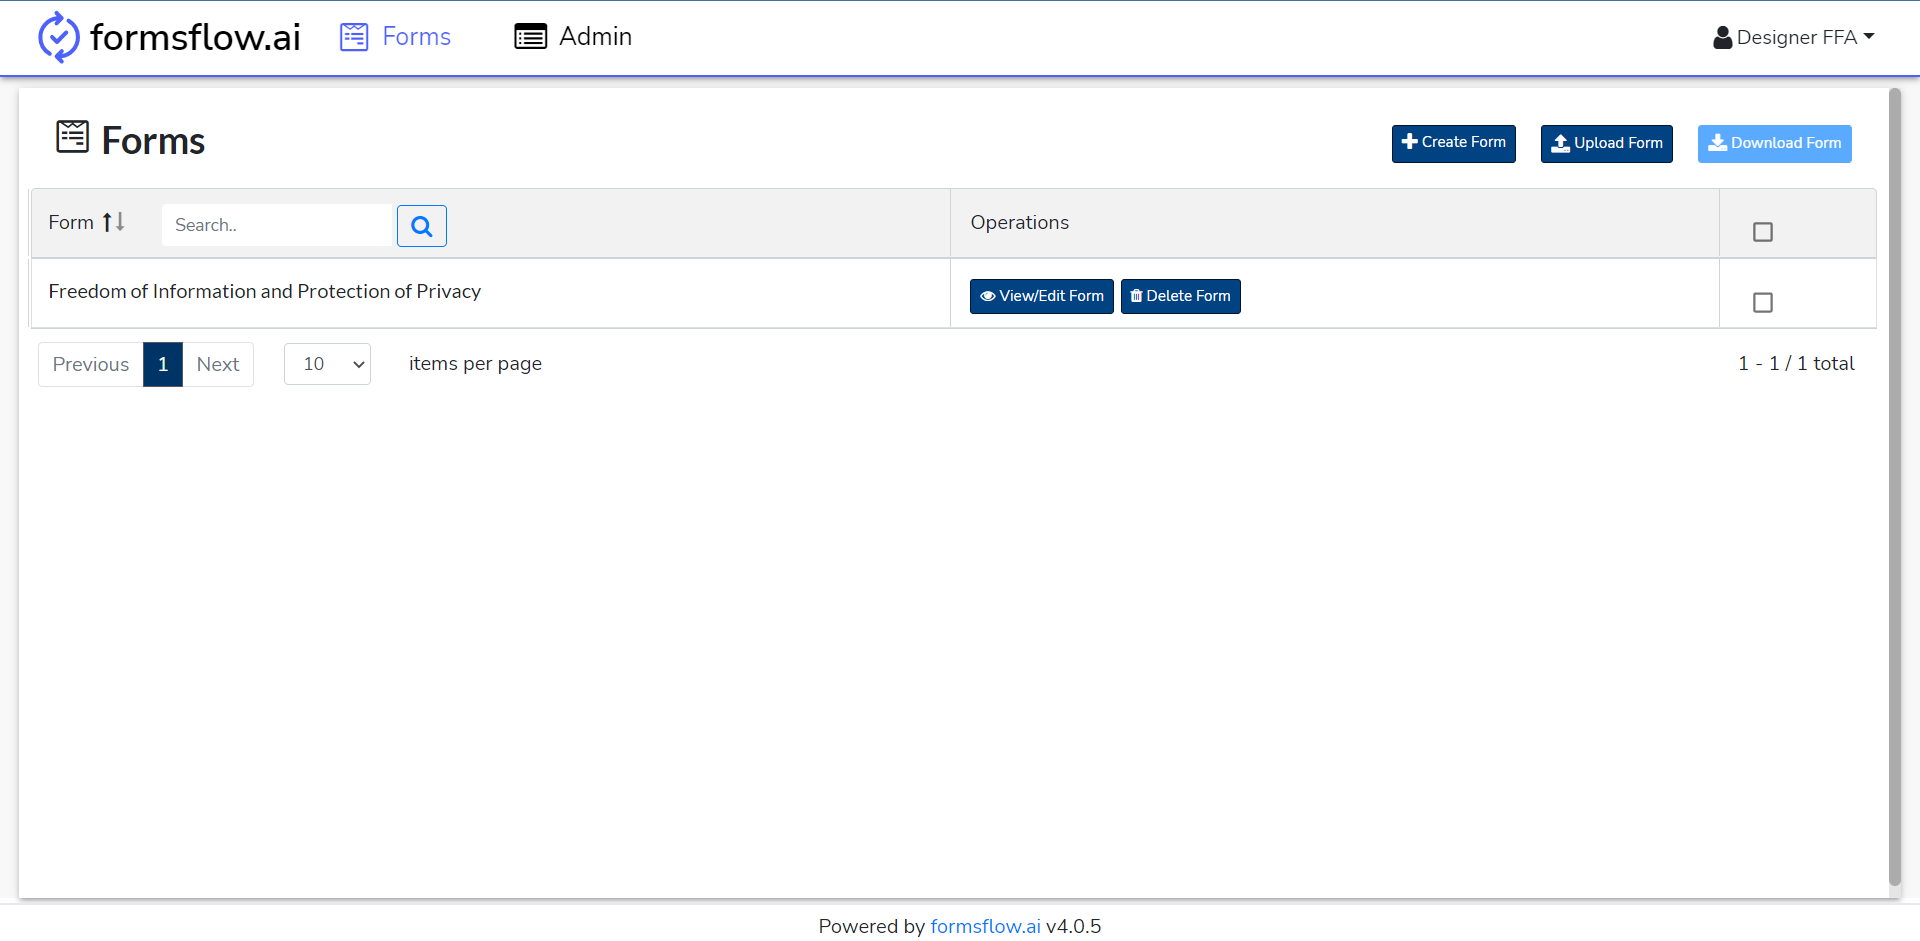 formsflow.ai Forms Admin Designer FFA
Forms Create Form Upload Form Download Form
Form Search.. Operations
Freedom of Information and Protection of Privacy View/Edit Form Delete Form
Previous 1 Next 10 items per page 1 - 1 / 1 total
Powered by formsflow.ai v4.0.5